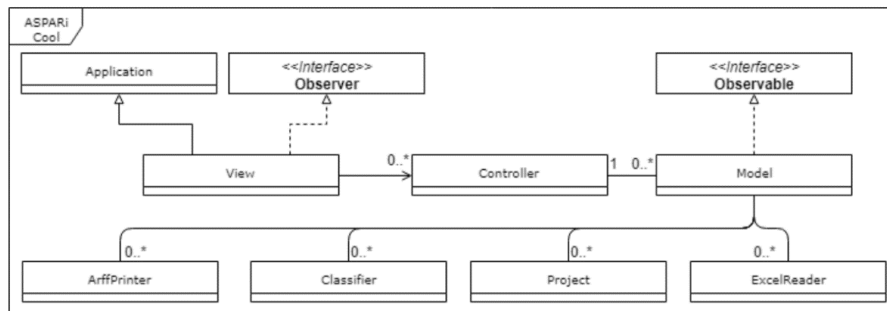 ASPARi
Cool
Application
<<Interface>>
Observer
<<Interface>>
Observable
View
0..*
Controller
1
0..*
Model
0..*
0..*
0..*
0..*
ArffPrinter
Classifier
Project
ExcelReader